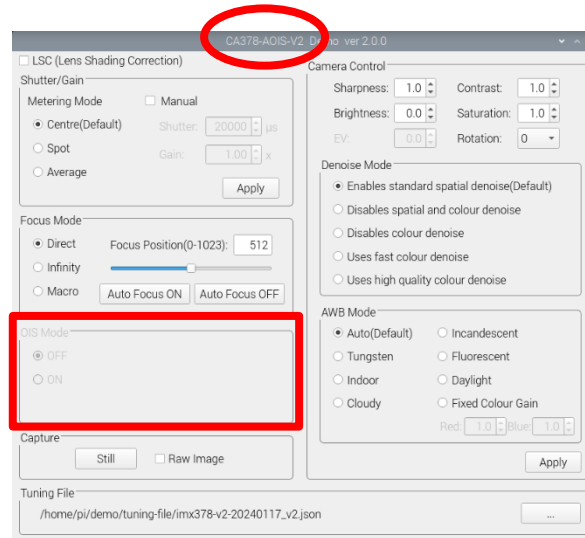 CA378-AOIS-V2 Demo ver 2.0.0
LSC (Lens Shading Correction)
Shutter/Gain
Metering Mode
Manual
Centre(Default)
Shutter: 20000 µs
Spot
Gain: 1.00 x
Average
Apply
Focus Mode
Direct
Focus Position(0-1023): 512
Infinity
Macro
Auto Focus ON
Auto Focus OFF
OIS Mode
OFF
ON
Capture
Still
Raw Image
Camera Control
Sharpness: 1.0
Contrast: 1.0
Brightness: 0.0
Saturation: 1.0
EV: 0.0
Rotation: 0
Denoise Mode
Enables standard spatial denoise(Default)
Disables spatial and colour denoise
Disables colour denoise
Uses fast colour denoise
Uses high quality colour denoise
AWB Mode
Auto(Default)
Incandescent
Tungsten
Fluorescent
Indoor
Daylight
Cloudy
Fixed Colour Gain
Red: 1.0 Blue: 1.0
Apply
Tuning File
/home/pi/demo/tuning-file/imx378-v2-20240117_v2.json
...